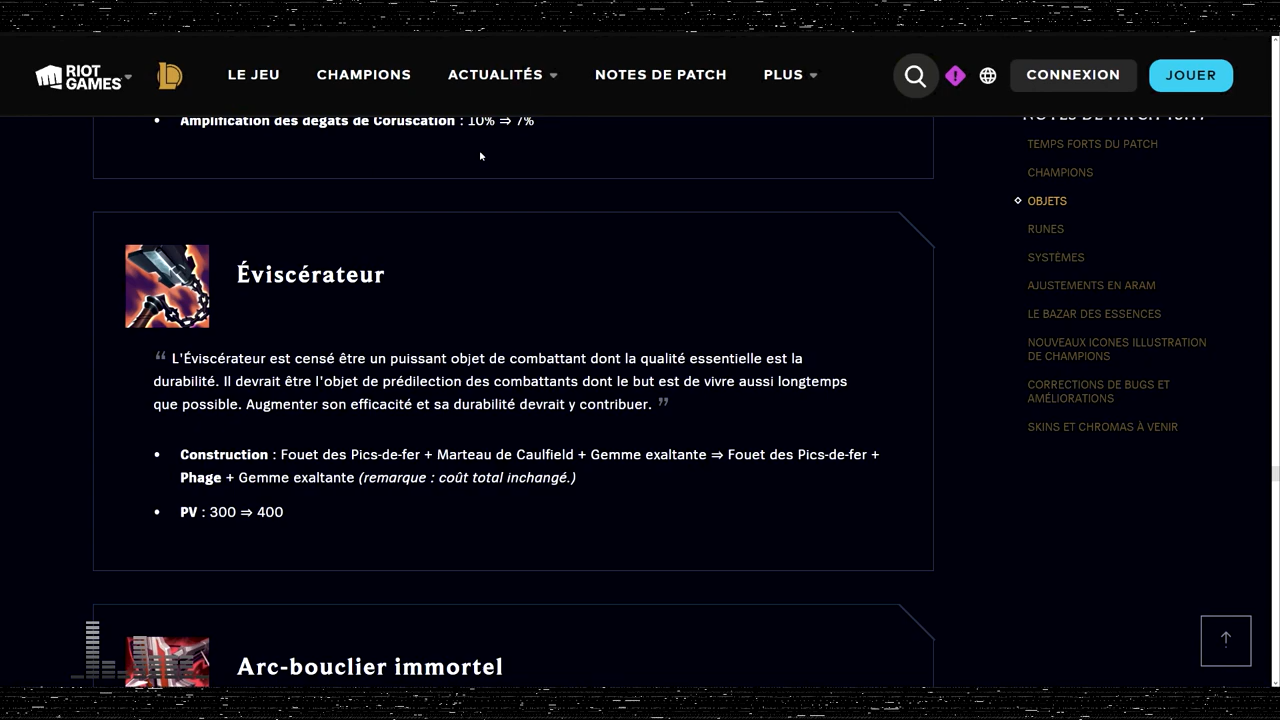 RIOT GAMES
LE JEU
CHAMPIONS
ACTUALITÉS
NOTES DE PATCH
PLUS
CONNEXION
JOUER
Amplification des dégâts de Coruscation : 10% ⇒ 7%
Éviscérateur
“ L'Éviscérateur est censé être un puissant objet de combattant dont la qualité essentielle est la
durabilité. Il devrait être l'objet de prédilection des combattants dont le but est de vivre aussi longtemps
que possible. Augmenter son efficacité et sa durabilité devrait y contribuer. ”
• Construction : Fouet des Pics-de-fer + Marteau de Caulfield + Gemme exaltante ⇒ Fouet des Pics-de-fer +
Phage + Gemme exaltante (remarque : coût total inchangé.)
• PV : 300 ⇒ 400
Arc-bouclier immortel
NOTES DE PATCH
TEMPS FORTS DU PATCH
CHAMPIONS
OBJETS
RUNES
SYSTÈMES
AJUSTEMENTS EN ARAM
LE BAZAR DES ESSENCES
NOUVEAUX ICONES ILLUSTRATION
DE CHAMPIONS
CORRECTIONS DE BUGS ET
AMÉLIORATIONS
SKINS ET CHROMAS À VENIR